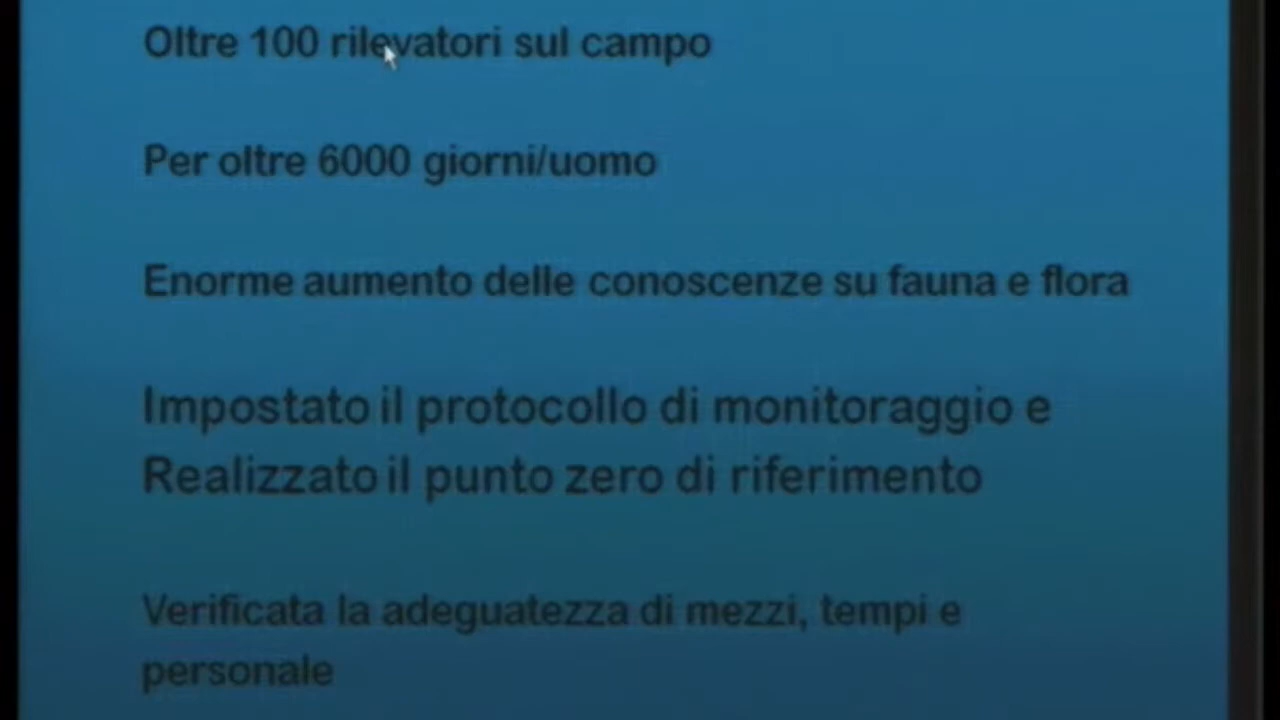 Oltre 100 rilevatori sul campo
Per oltre 6000 giorni/uomo
Enorme aumento delle conoscenze su fauna e flora
Impostato il protocollo di monitoraggio e
Realizzato il punto zero di riferimento
Verificata la adeguatezza di mezzi, tempi e
personale